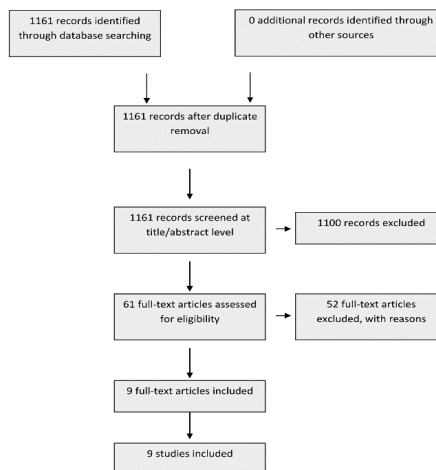 1161 records identified
through database searching
0 additional records identified through
other sources
1161 records after duplicate
removal
1161 records screened at
title/abstract level
1100 records excluded
61 full-text articles assessed
for eligibility
52 full-text articles
excluded, with reasons
9 full-text articles included
9 studies included